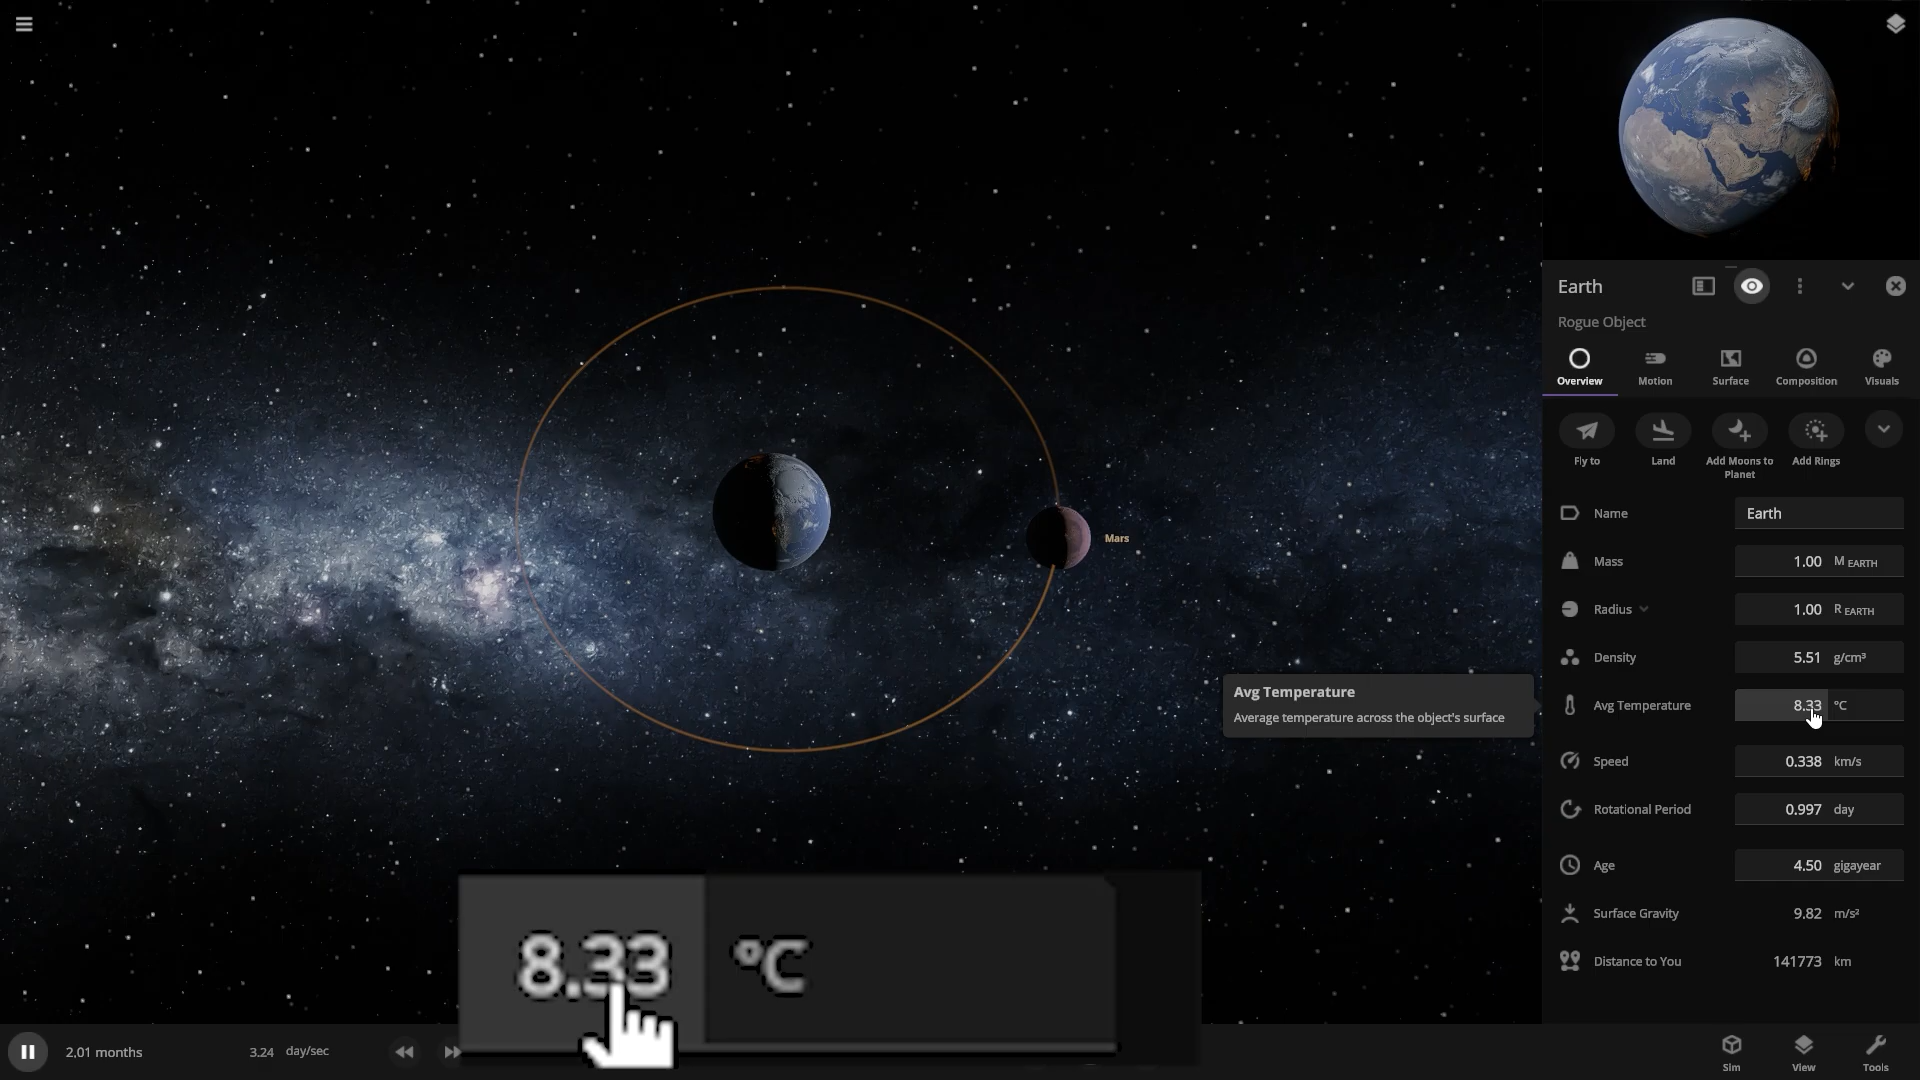 Earth
Rogue Object
Overview
Motion
Surface
Composition
Visuals
Fly to
Land
Add Moons to
Planet
Add Rings
Name
Earth
Mass
1.00 M EARTH
Radius
1.00 R EARTH
Density
5.51 g/cm³
Avg Temperature
8.33 °C
Speed
0.338 km/s
Rotational Period
0.997 day
Age
4.50 gigayear
Surface Gravity
9.82 m/s²
Distance to You
141773 km
Mars
Avg Temperature
Average temperature across the object's surface
8.33 °C
2.01 months
3.24 day/sec
Sim
View
Tools